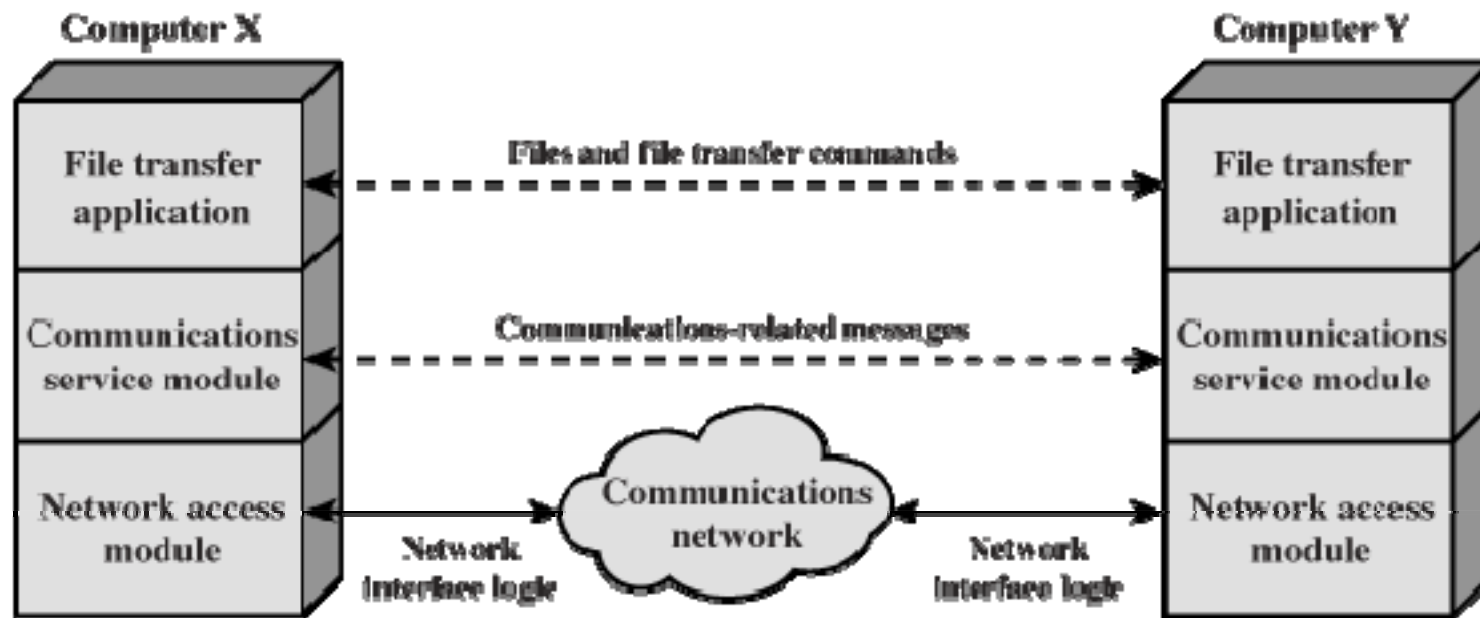 Computer X
Computer Y
File transfer
application
Files and file transfer commands
File transfer
application
Communications
service module
Communications-related messages
Communications
service module
Network access
module
Network
interface logic
Communications
network
Network
interface logic
Network access
module